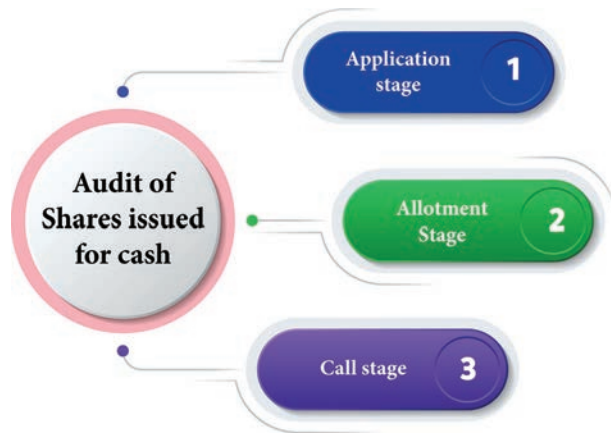 Application
stage
1
Audit of
Shares issued
for cash
Allotment
Stage
2
Call stage
3